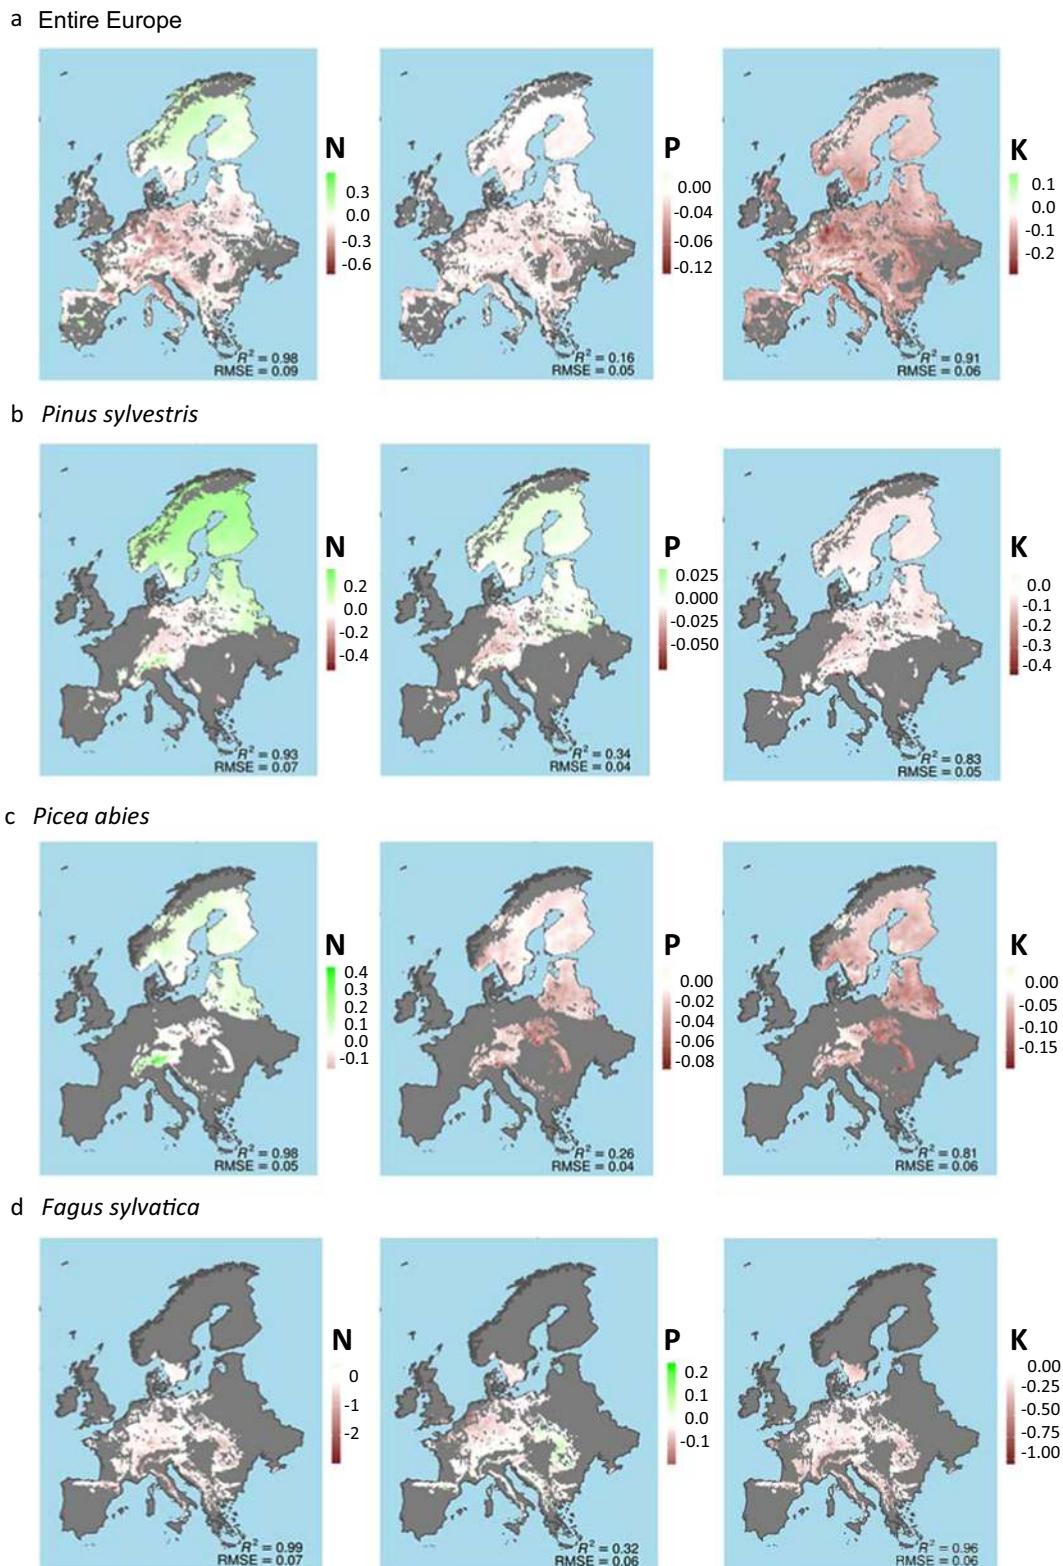 a Entire Europe
N
0.3
0.0
-0.3
-0.6
R² = 0.98
RMSE = 0.09
P
0.00
-0.04
-0.06
-0.12
R² = 0.16
RMSE = 0.05
K
0.1
0.0
-0.1
-0.2
R² = 0.91
RMSE = 0.06
b Pinus sylvestris
N
0.2
0.0
-0.2
-0.4
R² = 0.93
RMSE = 0.07
P
0.025
0.000
-0.025
-0.050
R² = 0.34
RMSE = 0.04
K
0.0
-0.1
-0.2
-0.3
-0.4
R² = 0.83
RMSE = 0.05
c Picea abies
N
0.4
0.3
0.2
0.1
0.0
-0.1
R² = 0.98
RMSE = 0.05
P
0.00
-0.02
-0.04
-0.06
-0.08
R² = 0.26
RMSE = 0.04
K
0.00
-0.05
-0.10
-0.15
R² = 0.81
RMSE = 0.06
d Fagus sylvatica
N
0
-1
-2
R² = 0.99
RMSE = 0.07
P
0.2
0.1
0.0
-0.1
R² = 0.32
RMSE = 0.06
K
0.00
-0.25
-0.50
-0.75
-1.00
R² = 0.96
RMSE = 0.06